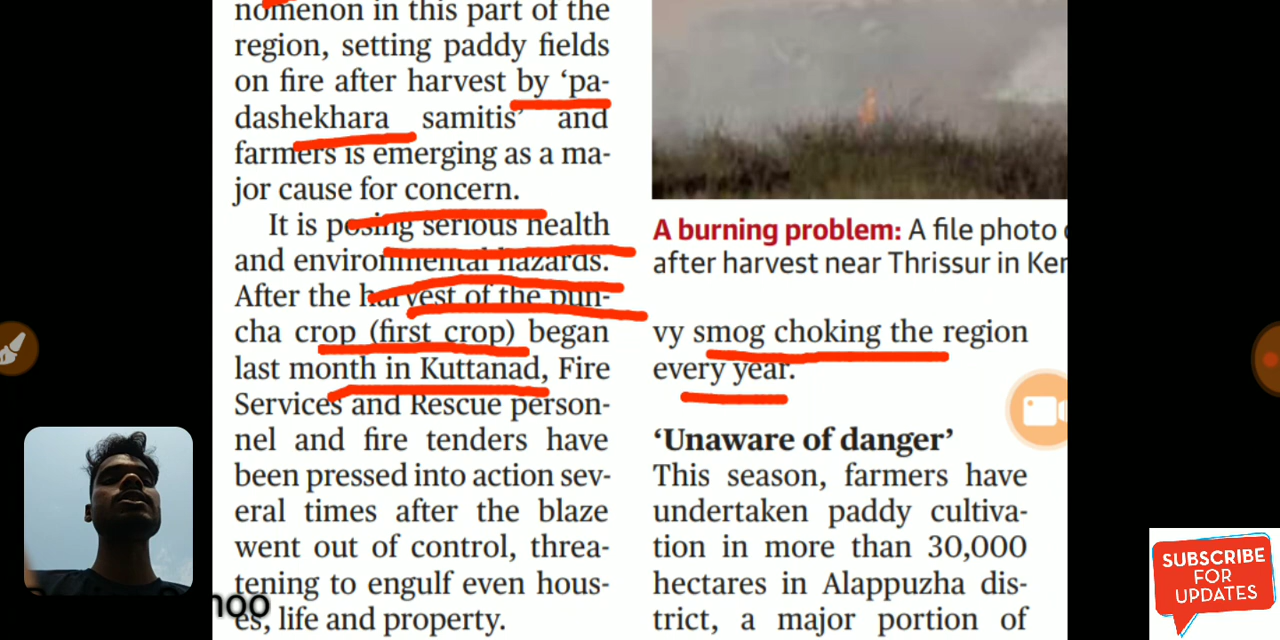 nomenon in this part of the
region, setting paddy fields
on fire after harvest by ‘pa-
dashekhara samitis’ and
farmers is emerging as a ma-
jor cause for concern.
It is posing serious health
and environmental hazards.
After the harvest of the pun-
cha crop (first crop) began
last month in Kuttanad, Fire
Services and Rescue person-
nel and fire tenders have
been pressed into action sev-
eral times after the blaze
went out of control, threa-
tening to engulf even hous-
es, life and property.
A burning problem: A file photo
after harvest near Thrissur in Ker
vy smog choking the region
every year.
‘Unaware of danger’
This season, farmers have
undertaken paddy cultiva-
tion in more than 30,000
hectares in Alappuzha dis-
trict, a major portion of
SUBSCRIBE
FOR
UPDATES